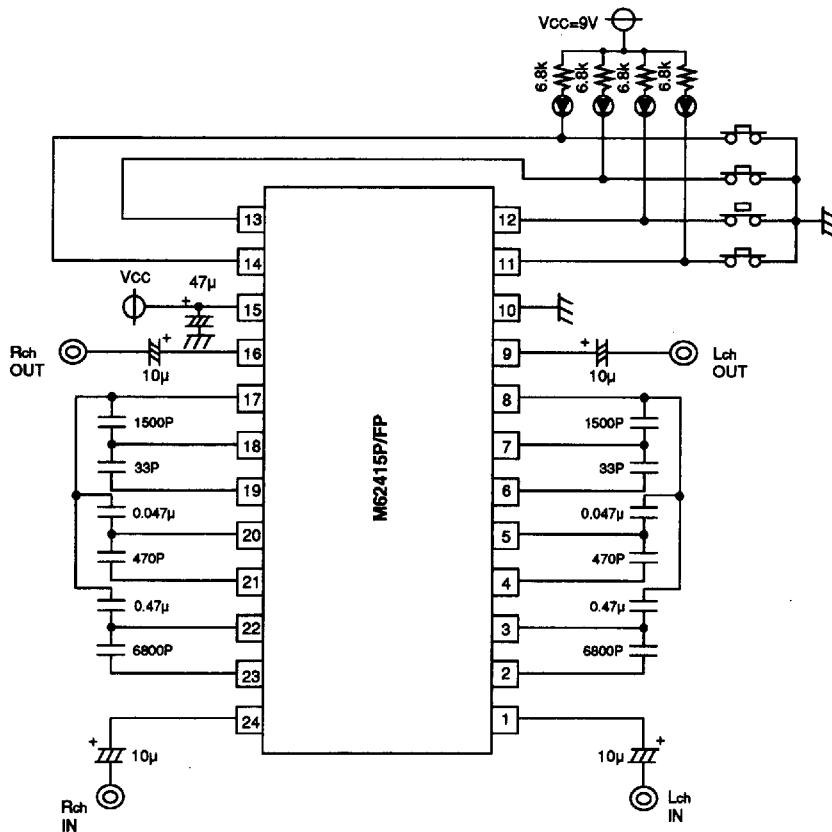 VCC=9V
6.8k 6.8k 6.8k 6.8k
13 12
14 11
VCC 47μ
+
15 10
Rch
OUT
+
10μ
16 9
+
10μ
Lch
OUT
17 8
1500P 1500P
18 7
33P 33P
19 6
0.047μ 0.047μ
20 5
470P 470P
21 4
0.47μ 0.47μ
22 3
6800P 6800P
23 2
24 1
M62415P/FP
+ 10μ 10μ +
Rch
IN
Lch
IN